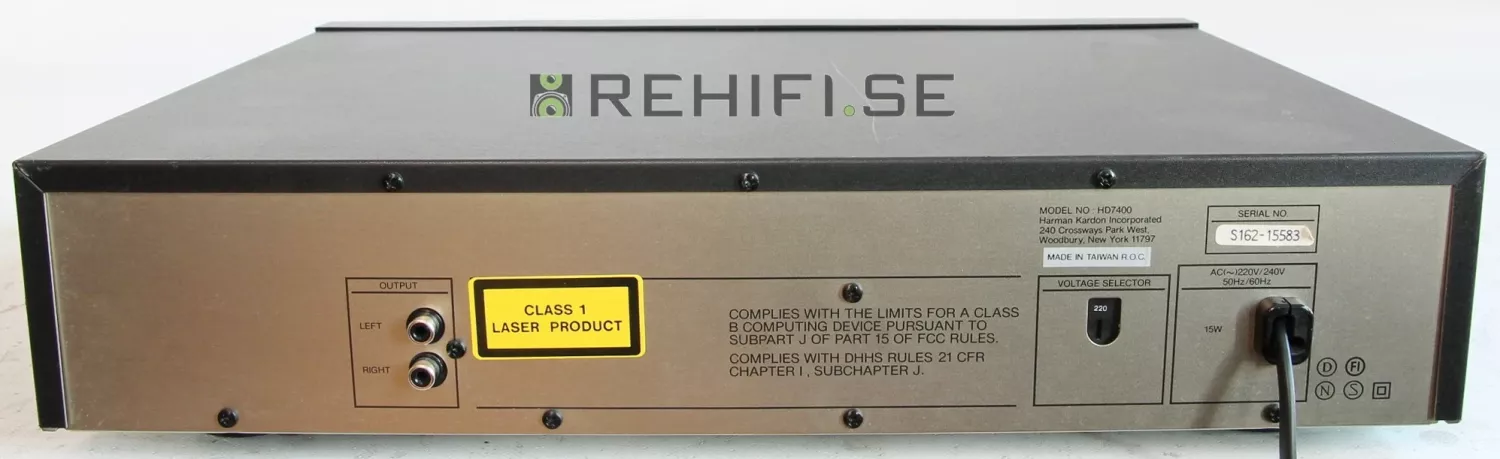 REHIFI.SE
MODEL NO : HD7400
Harman Kardon Incorporated
240 Crossways Park West,
Woodbury, New York 11797
MADE IN TAIWAN R.O.C.
SERIAL NO
S162-15583
OUTPUT
LEFT
RIGHT
CLASS 1
LASER PRODUCT
COMPLIES WITH THE LIMITS FOR A CLASS
B COMPUTING DEVICE PURSUANT TO
SUBPART J OF PART 15 OF FCC RULES.
COMPLIES WITH DHHS RULES 21 CFR
CHAPTER I , SUBCHAPTER J.
VOLTAGE SELECTOR
220
AC(~)220V/240V
50Hz/60Hz
15W
D FI
N S